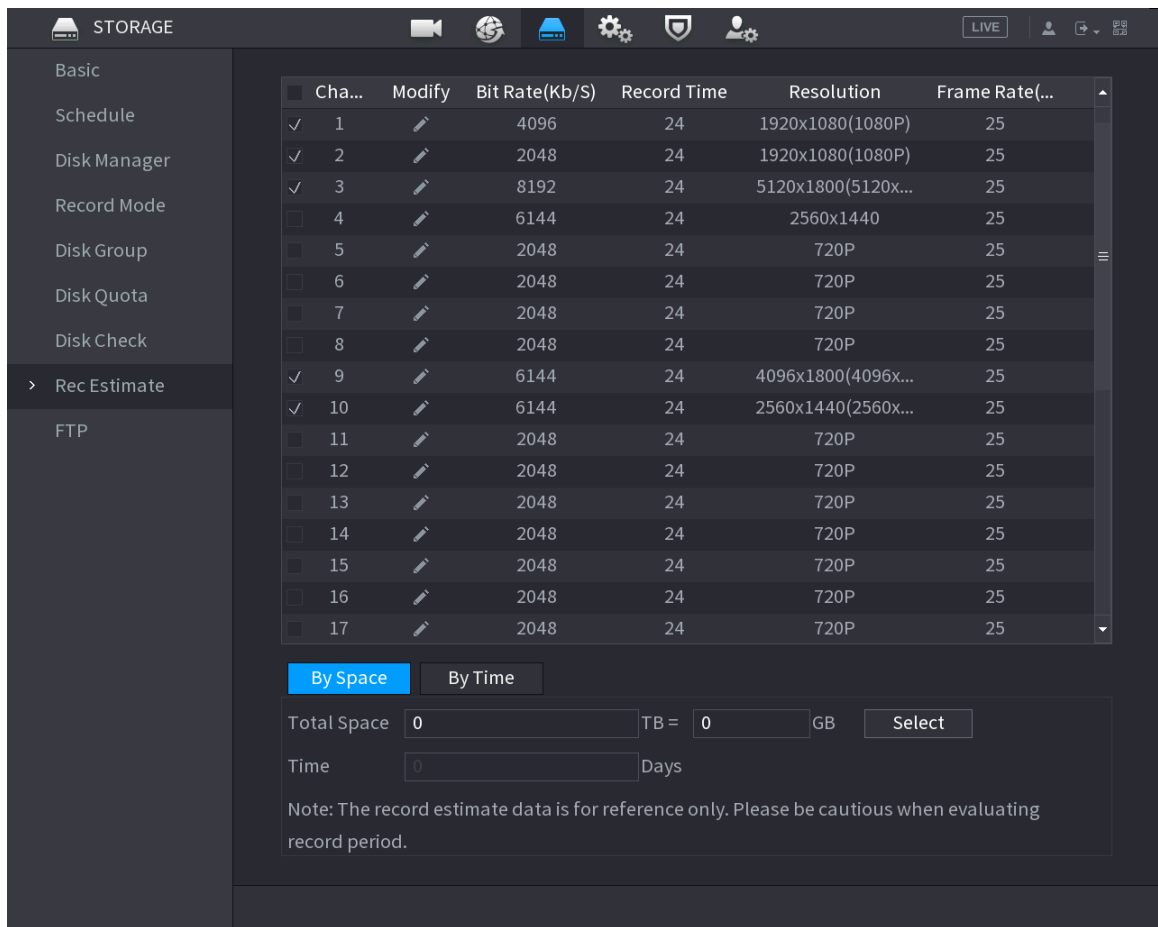 STORAGE LIVE
Basic
Schedule
Disk Manager
Record Mode
Disk Group
Disk Quota
Disk Check
Rec Estimate
FTP
Cha... Modify Bit Rate(Kb/S) Record Time Resolution Frame Rate(...
1 4096 24 1920x1080(1080P) 25
2 2048 24 1920x1080(1080P) 25
3 8192 24 5120x1800(5120x... 25
4 6144 24 2560x1440 25
5 2048 24 720P 25
6 2048 24 720P 25
7 2048 24 720P 25
8 2048 24 720P 25
9 6144 24 4096x1800(4096x... 25
10 6144 24 2560x1440(2560x... 25
11 2048 24 720P 25
12 2048 24 720P 25
13 2048 24 720P 25
14 2048 24 720P 25
15 2048 24 720P 25
16 2048 24 720P 25
17 2048 24 720P 25
By Space By Time
Total Space 0 TB = 0 GB Select
Time 0 Days
Note: The record estimate data is for reference only. Please be cautious when evaluating
record period.